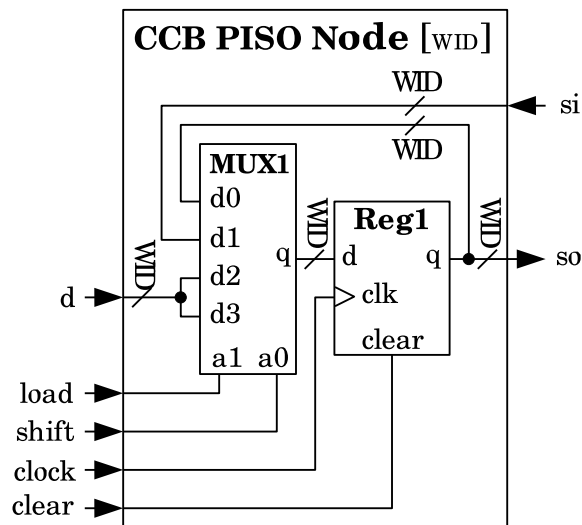 CCB PISO Node [WID]
WID
si
WID
MUX1
d0
d1
d2
d3
q
a1 a0
WID
Reg1
d
q
clk
clear
WID
so
WID
d
load
shift
clock
clear